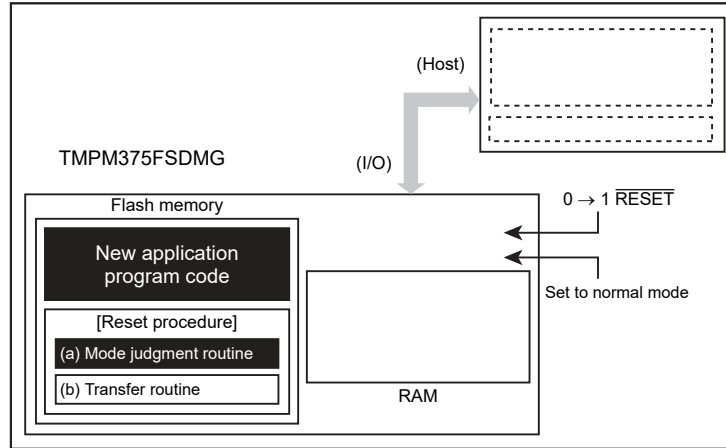 (Host)
TMPM375FSDMG
(I/O)
Flash memory
0 → 1 R̅E̅S̅E̅T̅
New application
program code
Set to normal mode
[Reset procedure]
(a) Mode judgment routine
(b) Transfer routine
RAM